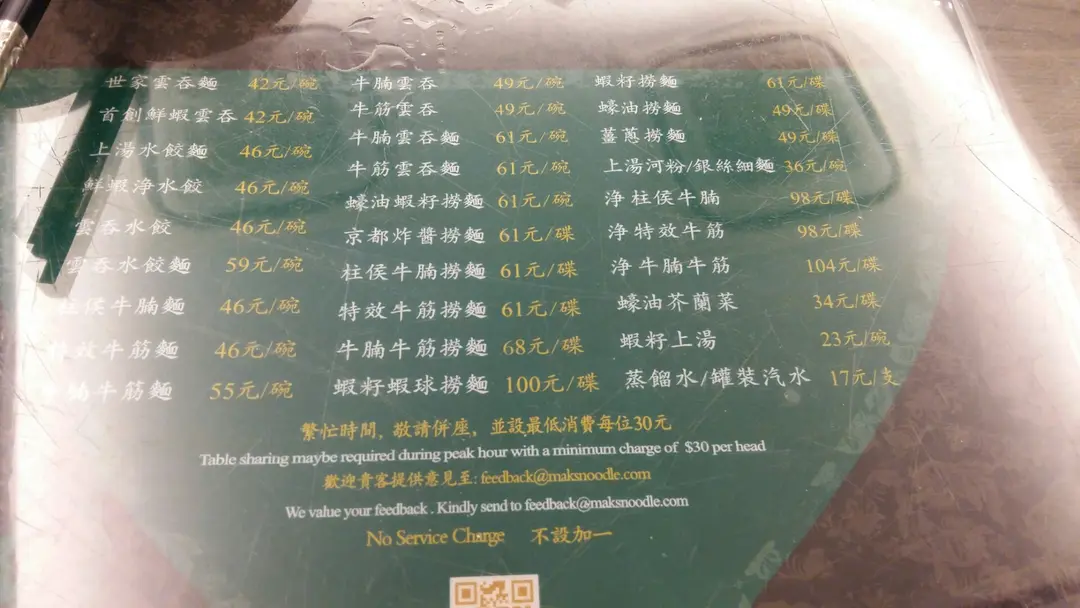 世家雲吞麵 42元/碗
首創鮮蝦雲吞 42元/碗
上湯水餃麵 46元/碗
鮮蝦淨水餃 46元/碗
雲吞水餃 46元/碗
雲吞水餃麵 59元/碗
柱侯牛腩麵 46元/碗
特效牛筋麵 46元/碗
牛腩牛筋麵 55元/碗
牛腩雲吞 49元/碗
牛筋雲吞 49元/碗
牛腩雲吞麵 61元/碗
牛筋雲吞麵 61元/碗
蠔油蝦籽撈麵 61元/碗
京都炸醬撈麵 61元/碟
柱侯牛腩撈麵 61元/碟
特效牛筋撈麵 61元/碟
牛腩牛筋撈麵 68元/碟
蝦籽蝦球撈麵 100元/碟
蝦籽撈麵 61元/碟
蠔油撈麵 49元/碟
薑蔥撈麵 49元/碟
上湯河粉/銀絲細麵 36元/碗
淨柱侯牛腩 98元/碟
淨特效牛筋 98元/碟
淨牛腩牛筋 104元/碟
蠔油芥蘭菜 34元/碟
蝦籽上湯 23元/碗
蒸餾水/罐裝汽水 17元/支
繁忙時間, 敬請併座, 並設最低消費每位30元
Table sharing maybe required during peak hour with a minimum charge of $30 per head
歡迎貴客提供意見至: feedback@maksnoodle.com
We value your feedback . Kindly send to feedback@maksnoodle.com
No Service Charge 不設加一